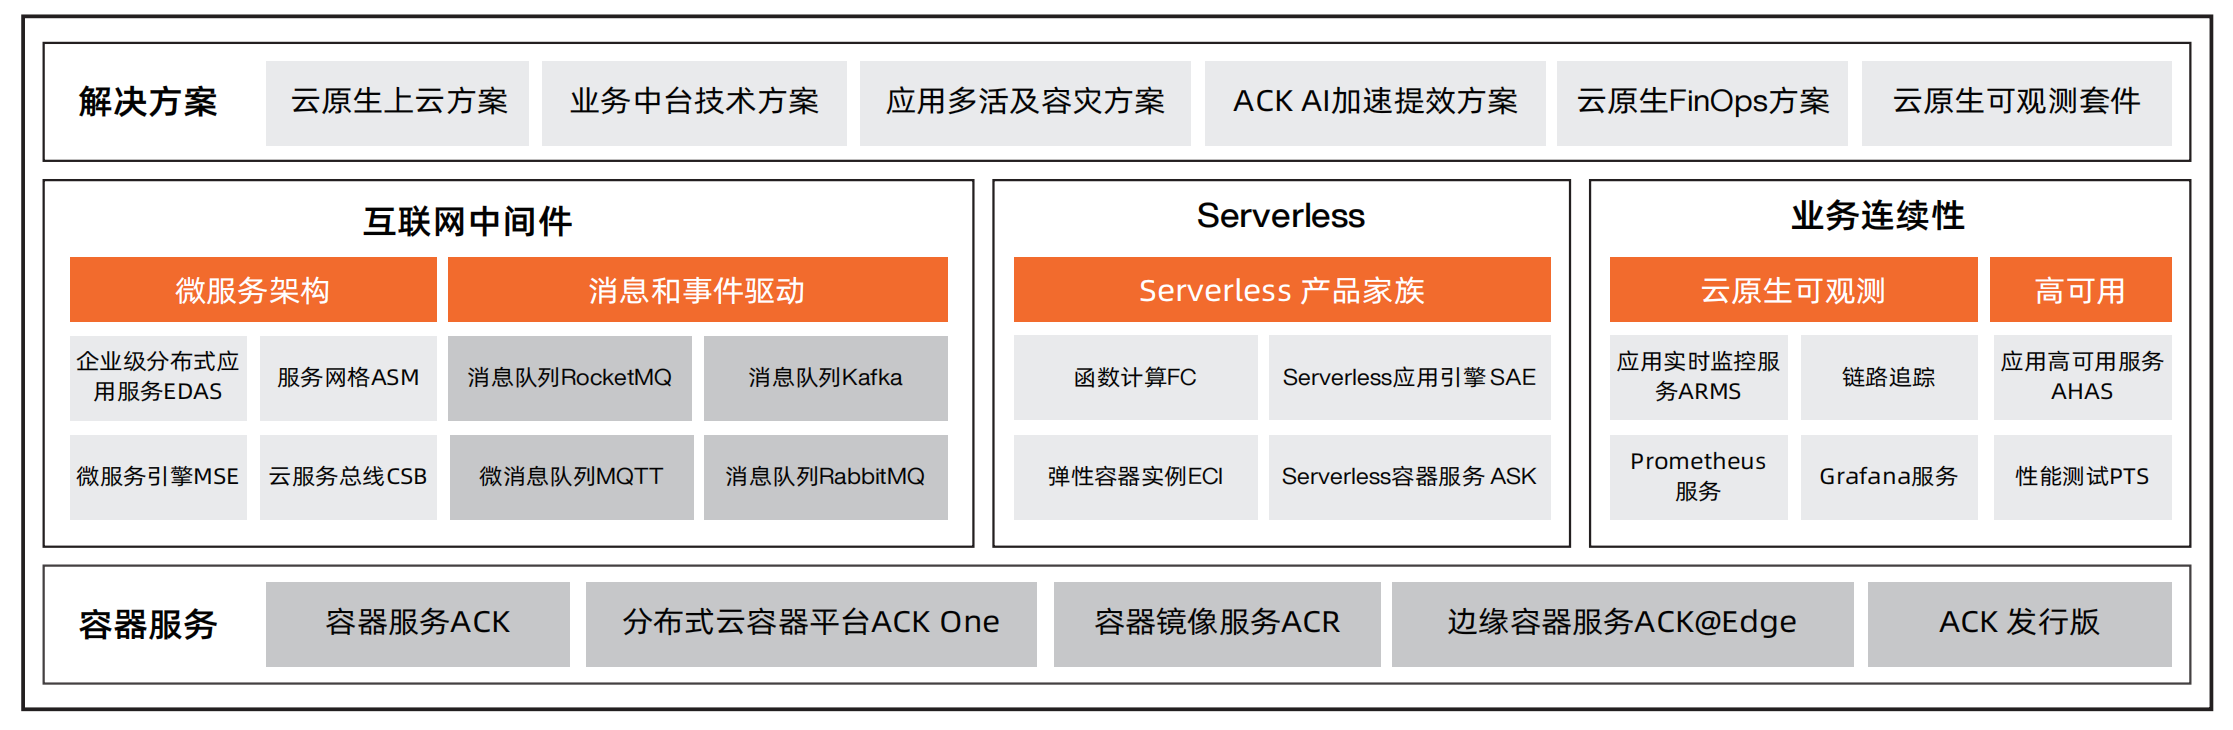 解决方案
云原生上云方案
业务中台技术方案
应用多活及容灾方案
ACK AI加速提效方案
云原生FinOps方案
云原生可观测套件
互联网中间件
微服务架构
消息和事件驱动
企业级分布式应
用服务EDAS
服务网格ASM
消息队列RocketMQ
消息队列Kafka
微服务引擎MSE
云服务总线CSB
微消息队列MQTT
消息队列RabbitMQ
Serverless
Serverless 产品家族
函数计算FC
Serverless应用引擎 SAE
弹性容器实例ECI
Serverless容器服务 ASK
业务连续性
云原生可观测
高可用
应用实时监控服
务ARMS
链路追踪
应用高可用服务
AHAS
Prometheus
服务
Grafana服务
性能测试PTS
容器服务
容器服务ACK
分布式云容器平台ACK One
容器镜像服务ACR
边缘容器服务ACK@Edge
ACK 发行版